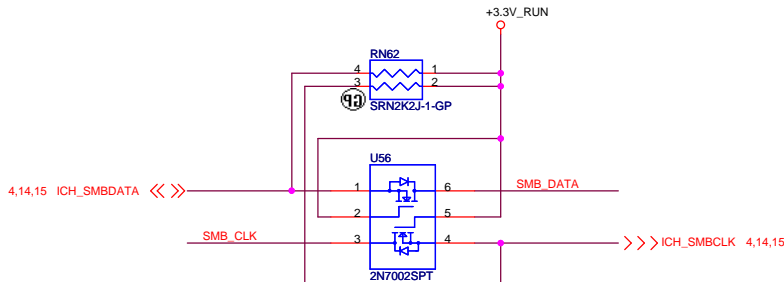 +3.3V_RUN
RN62
4 1
3 2
GP
SRN2K2J-1-GP
U56
4,14,15 ICH_SMBDATA 1 6 SMB_DATA
2 5
SMB_CLK 3 4 ICH_SMBCLK 4,14,15
2N7002SPT